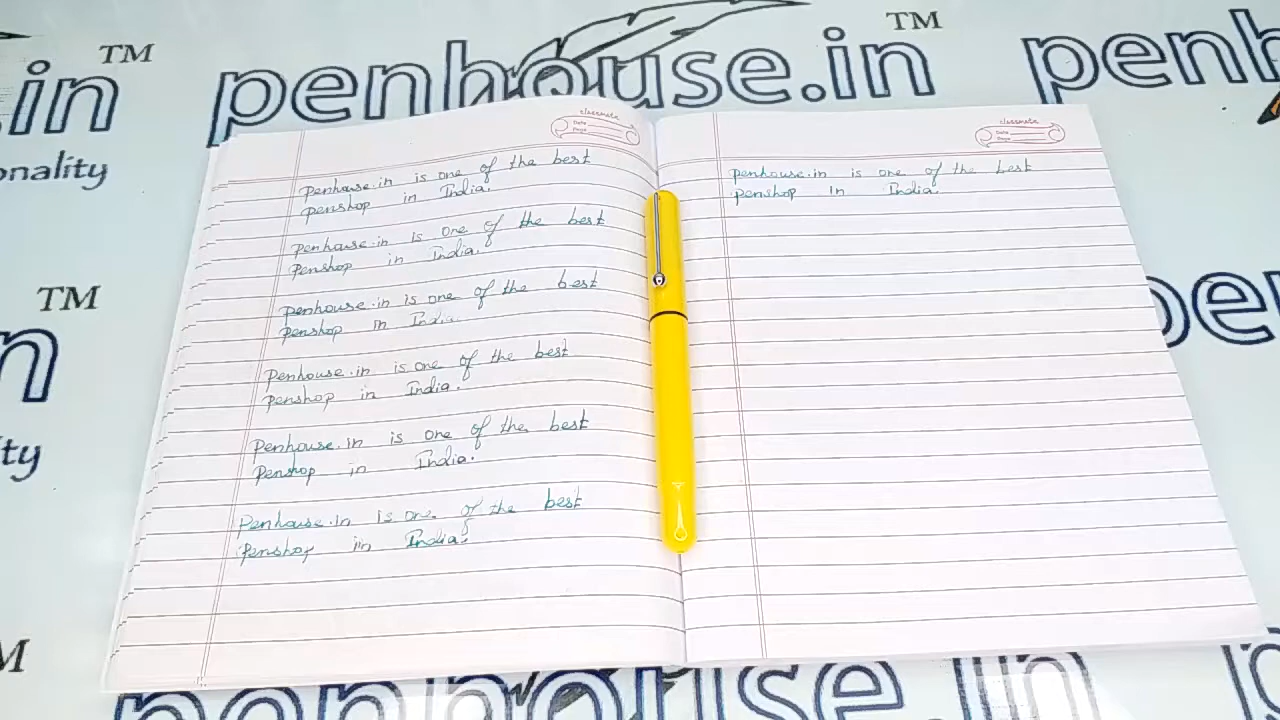 TM
TM
.in
penhouse.in
penh
onality
classmate
Date
Page
Penhouse.in is one of the best
Penshop in India.
Penhouse.in is one of the best
Penshop in India.
Penhouse.in is one of the best
Penshop in India.
Penhouse.in is one of the best
Penshop in India.
Penhouse.in is one of the best
Penshop in India.
Penhouse.in is one of the best
Penshop in India.
classmate
Date
Page
penhouse.in is one of the best
penshop in India.
TM
n
ty
oe
M
penhouse.in
p